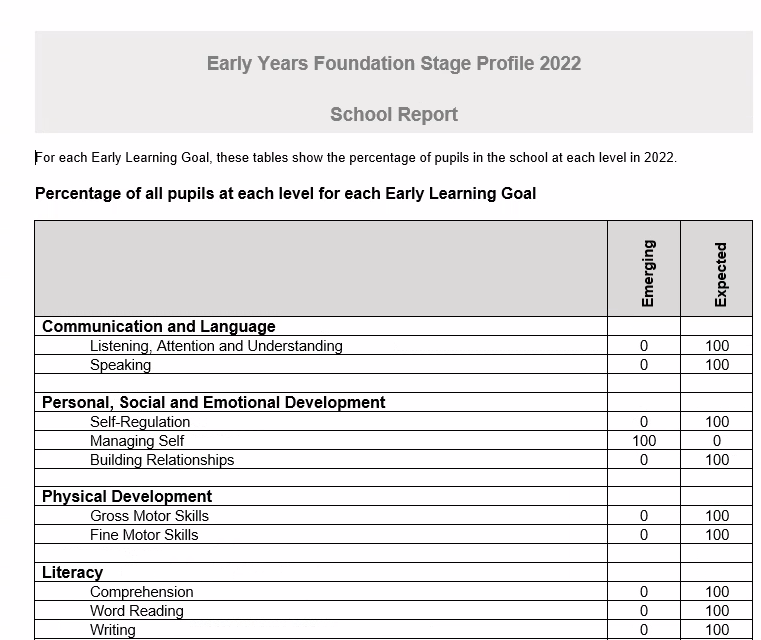 Early Years Foundation Stage Profile 2022
School Report
For each Early Learning Goal, these tables show the percentage of pupils in the school at each level in 2022.
Percentage of all pupils at each level for each Early Learning Goal
Emerging Expected
Communication and Language
Listening, Attention and Understanding 0 100
Speaking 0 100
Personal, Social and Emotional Development
Self-Regulation 0 100
Managing Self 100 0
Building Relationships 0 100
Physical Development
Gross Motor Skills 0 100
Fine Motor Skills 0 100
Literacy
Comprehension 0 100
Word Reading 0 100
Writing 0 100